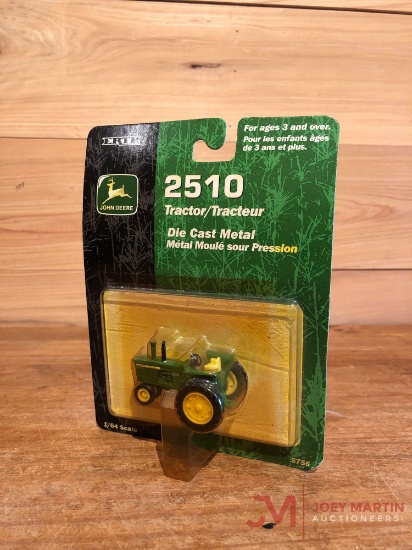 ERTL
JOHN DEERE
For ages 3 and over.
Pour les enfants âgés
de 3 ans et plus.
2510
Tractor/Tracteur
Die Cast Metal
Métal Moulé sour Pression
1/64 Scale
5756
JM JOEY MARTIN
AUCTIONEERS